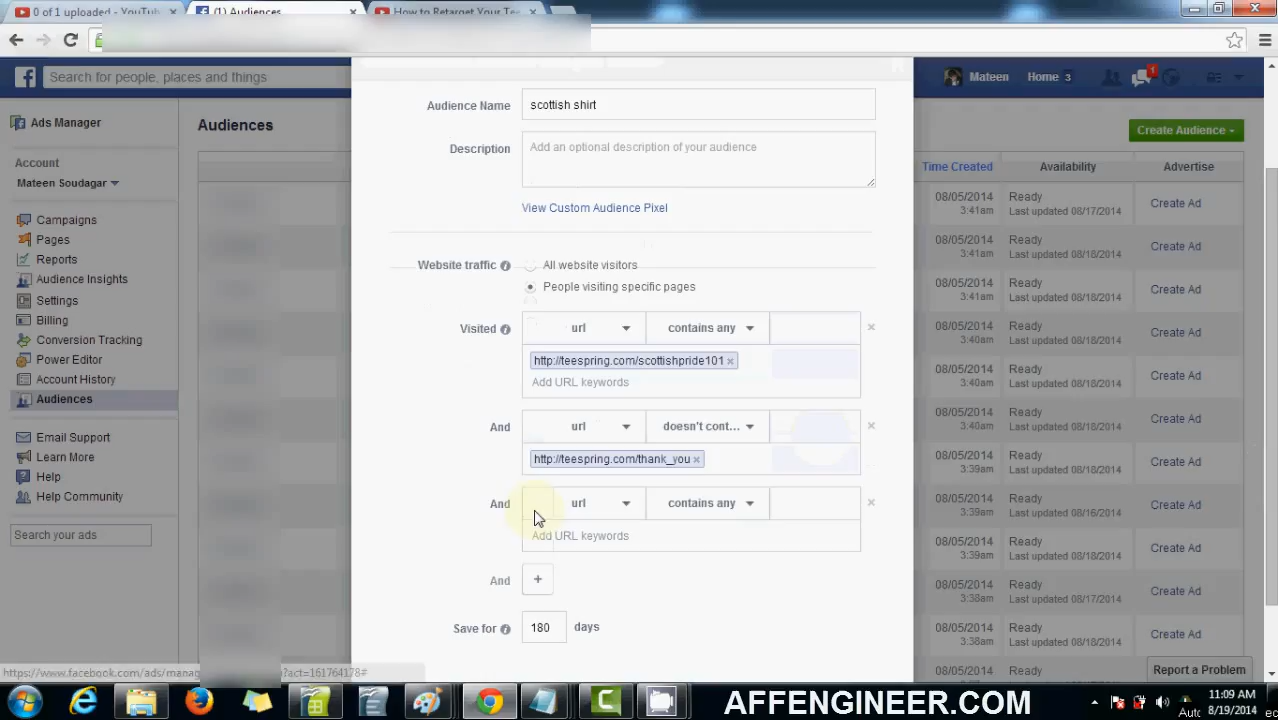 0 of 1 uploaded - YouTube
(1) Audiences
How to Retarget Your Te
Search for people, places and things
Mateen
Home 3
1
Ads Manager
Account
Mateen Soudagar
Campaigns
Pages
Reports
Audience Insights
Settings
Billing
Conversion Tracking
Power Editor
Account History
Audiences
Email Support
Learn More
Help
Help Community
Search your ads
Audiences
Create Audience
Audience Name
scottish shirt
Description
Add an optional description of your audience
View Custom Audience Pixel
Website traffic
All website visitors
People visiting specific pages
Visited
url
contains any
http://teespring.com/scottishpride101
Add URL keywords
And
url
doesn't cont...
http://teespring.com/thank_you
And
url
contains any
Add URL keywords
And
+
Save for
180
days
Time Created
Availability
Advertise
08/05/2014
3:41am
Ready
Last updated 08/17/2014
Create Ad
08/05/2014
3:41am
Ready
Last updated 08/18/2014
Create Ad
08/05/2014
3:41am
Ready
Last updated 08/18/2014
Create Ad
08/05/2014
3:40am
Ready
Last updated 08/18/2014
Create Ad
08/05/2014
3:40am
Ready
Last updated 08/18/2014
Create Ad
08/05/2014
3:40am
Ready
Last updated 08/18/2014
Create Ad
08/05/2014
3:39am
Ready
Last updated 08/18/2014
Create Ad
08/05/2014
3:39am
Ready
Last updated 08/16/2014
Create Ad
08/05/2014
3:39am
Ready
Last updated 08/18/2014
Create Ad
08/05/2014
3:38am
Ready
Last updated 08/17/2014
Create Ad
08/05/2014
3:38am
Ready
Last updated 08/18/2014
Create Ad
Report a Problem
https://www.facebook.com/ads/manag
?act=161764178#
AFFENGINEER.COM
11:09 AM
8/19/2014